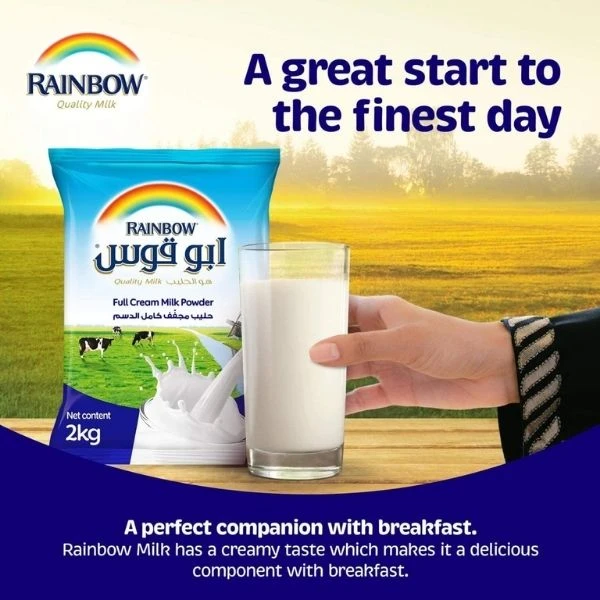 RAINBOW
Quality Milk
A great start to
the finest day
RAINBOW
ابو قوس
Quality Milk هو الحليب
Full Cream Milk Powder
حليب مجفّف كامل الدسم
Net content
2kg
A perfect companion with breakfast.
Rainbow Milk has a creamy taste which makes it a delicious
component with breakfast.